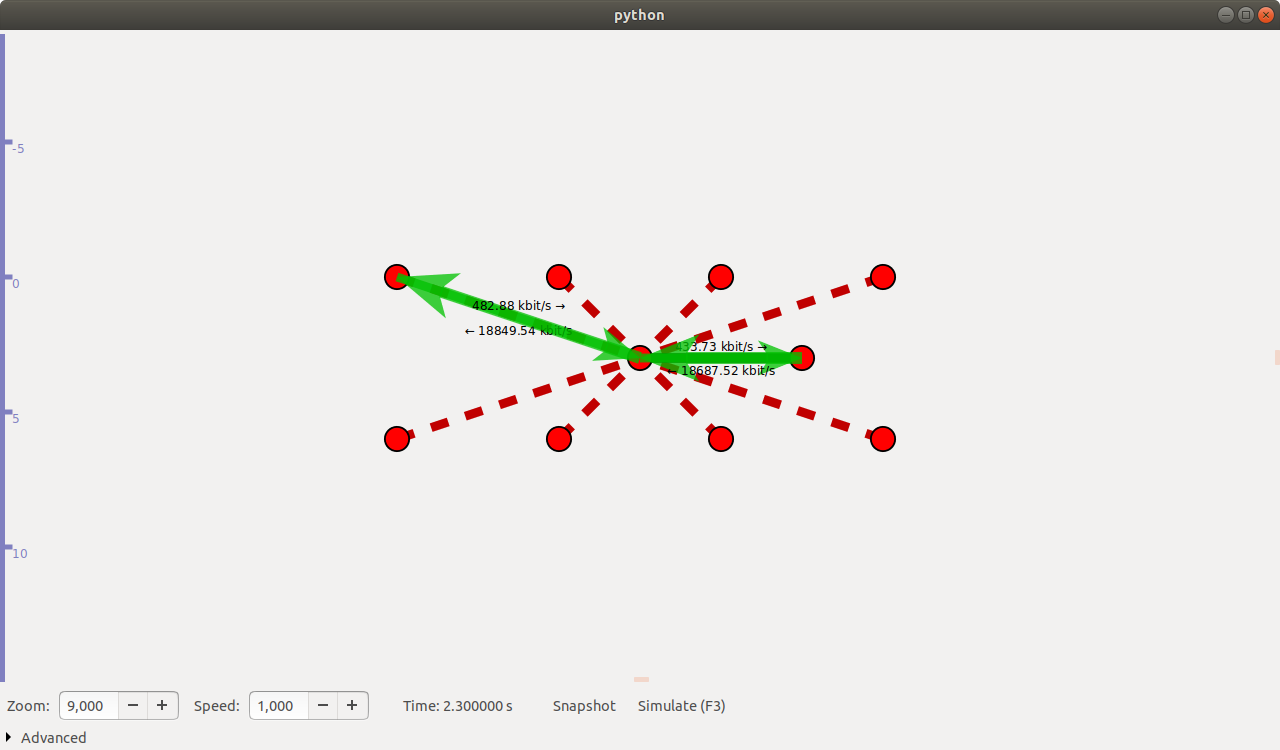 python
-5
0
5
10
482.88 kbit/s →
← 18849.54 kbit/s
433.73 kbit/s →
← 18687.52 kbit/s
Zoom: 9,000 − + Speed: 1,000 − + Time: 2.300000 s Snapshot Simulate (F3)
Advanced